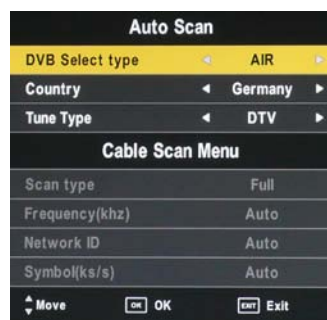 Auto Scan
DVB Select type AIR
Country Germany
Tune Type DTV
Cable Scan Menu
Scan type Full
Frequency(khz) Auto
Network ID Auto
Symbol(ks/s) Auto
Move OK OK EXIT Exit